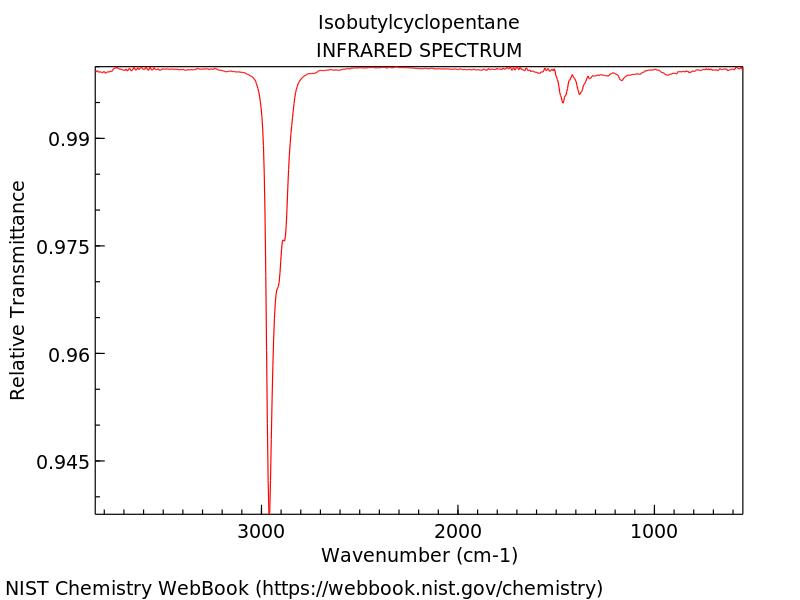 Isobutylcyclopentane
INFRARED SPECTRUM
0.99
0.975
0.96
0.945
Relative Transmittance
3000 2000 1000
Wavenumber (cm-1)
NIST Chemistry WebBook (https://webbook.nist.gov/chemistry)